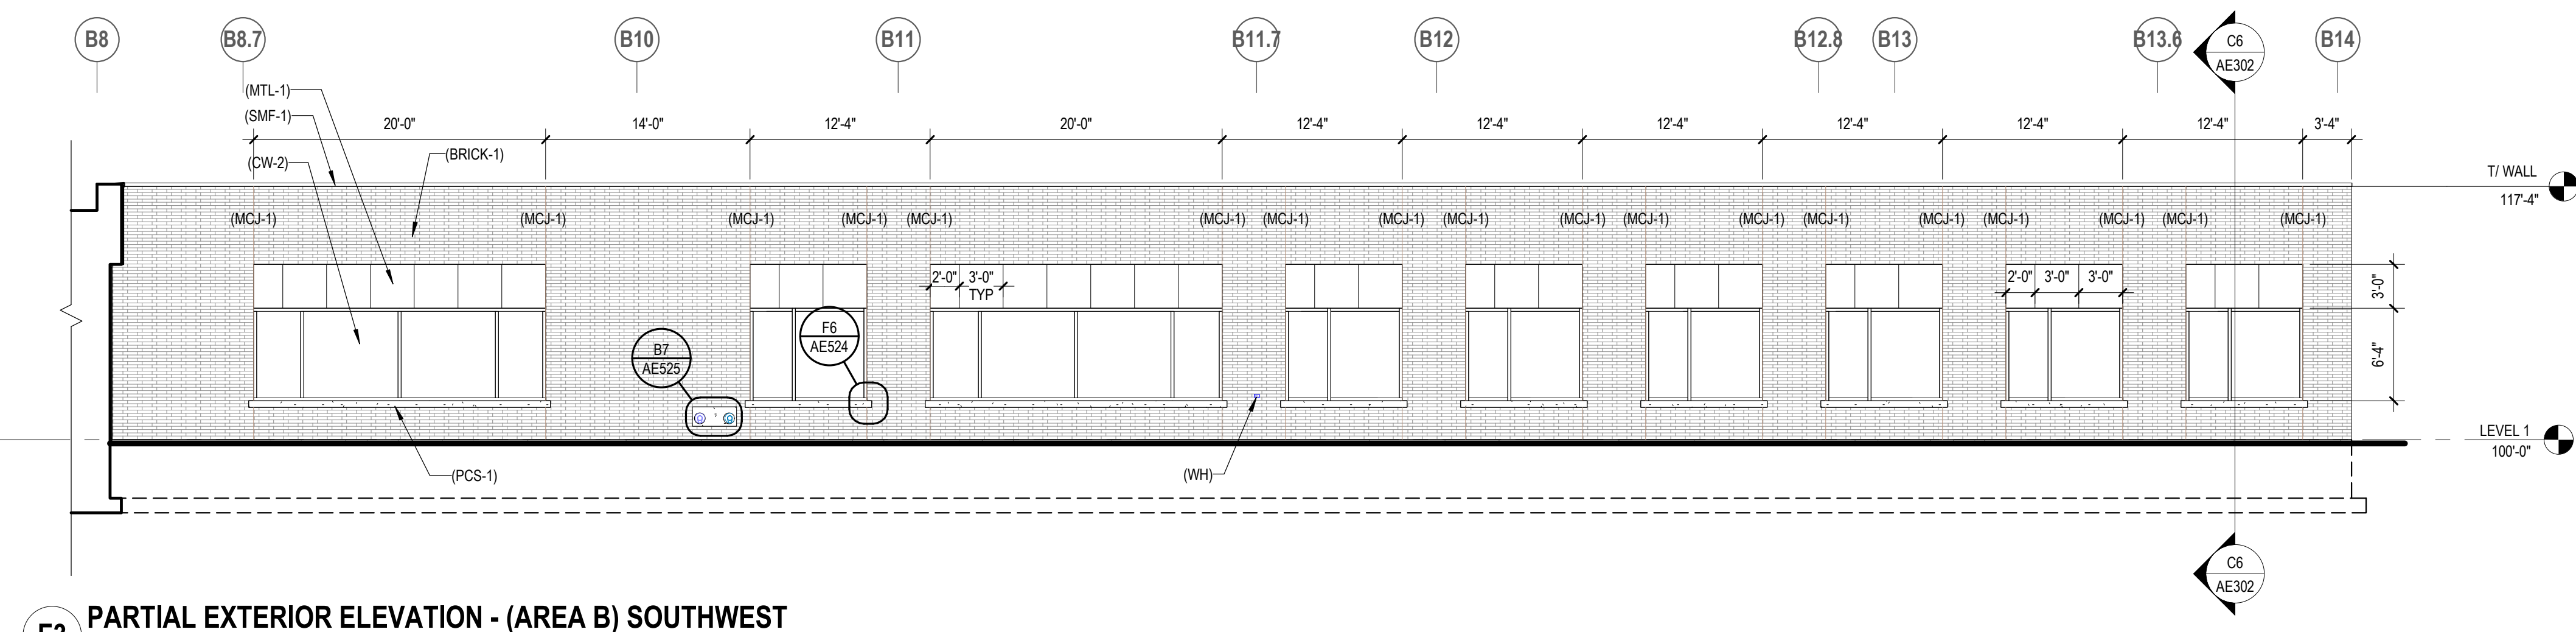 B8 B8.7 B10 B11 B11.7 B12 B12.8 B13 B13.6 B14
C6
AE302
(MTL-1)
(SMF-1)
20'-0" 14'-0" 12'-4" 20'-0" 12'-4" 12'-4" 12'-4" 12'-4" 12'-4" 12'-4" 3'-4"
(CW-2) (BRICK-1)
T/ WALL
117'-4"
(MCJ-1) (MCJ-1) (MCJ-1) (MCJ-1) (MCJ-1) (MCJ-1) (MCJ-1) (MCJ-1) (MCJ-1) (MCJ-1) (MCJ-1) (MCJ-1) (MCJ-1) (MCJ-1) (MCJ-1) (MCJ-1) (MCJ-1) (MCJ-1)
2'-0" 3'-0" 2'-0" 3'-0" 3'-0"
TYP
3'-0"
F6
AE524
B7
AE525
6'-4"
LEVEL 1
100'-0"
(PCS-1) (WH)
C6
AE302
PARTIAL EXTERIOR ELEVATION - (AREA B) SOUTHWEST